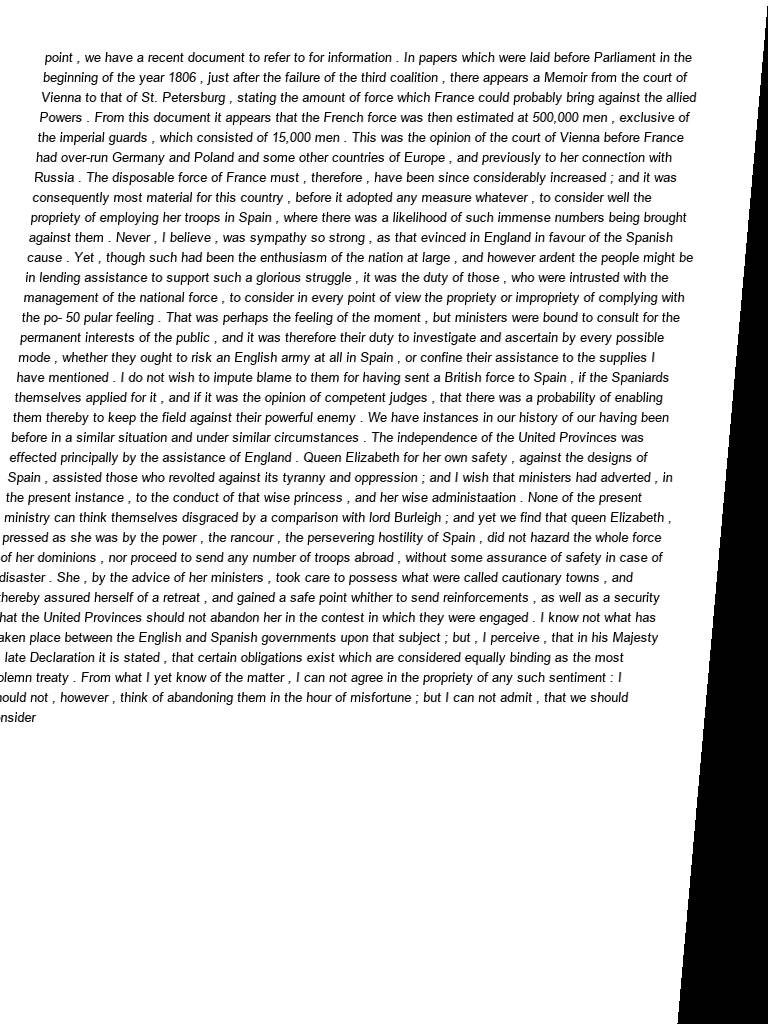 point , we have a recent document to refer to for information . In papers which were laid before Parliament in the
beginning of the year 1806 , just after the failure of the third coalition , there appears a Memoir from the court of
Vienna to that of St. Petersburg , stating the amount of force which France could probably bring against the allied
Powers . From this document it appears that the French force was then estimated at 500,000 men , exclusive of
the imperial guards , which consisted of 15,000 men . This was the opinion of the court of Vienna before France
had over-run Germany and Poland and some other countries of Europe , and previously to her connection with
Russia . The disposable force of France must , therefore , have been since considerably increased ; and it was
consequently most material for this country , before it adopted any measure whatever , to consider well the
propriety of employing her troops in Spain , where there was a likelihood of such immense numbers being brought
against them . Never , I believe , was sympathy so strong , as that evinced in England in favour of the Spanish
cause . Yet , though such had been the enthusiasm of the nation at large , and however ardent the people might be
in lending assistance to support such a glorious struggle , it was the duty of those , who were intrusted with the
management of the national force , to consider in every point of view the propriety or impropriety of complying with
the po- 50 pular feeling . That was perhaps the feeling of the moment , but ministers were bound to consult for the
permanent interests of the public , and it was therefore their duty to investigate and ascertain by every possible
mode , whether they ought to risk an English army at all in Spain , or confine their assistance to the supplies I
have mentioned . I do not wish to impute blame to them for having sent a British force to Spain , if the Spaniards
themselves applied for it , and if it was the opinion of competent judges , that there was a probability of enabling
them thereby to keep the field against their powerful enemy . We have instances in our history of our having been
before in a similar situation and under similar circumstances . The independence of the United Provinces was
effected principally by the assistance of England . Queen Elizabeth for her own safety , against the designs of
Spain , assisted those who revolted against its tyranny and oppression ; and I wish that ministers had adverted , in
the present instance , to the conduct of that wise princess , and her wise administaation . None of the present
ministry can think themselves disgraced by a comparison with lord Burleigh ; and yet we find that queen Elizabeth ,
pressed as she was by the power , the rancour , the persevering hostility of Spain , did not hazard the whole force
of her dominions , nor proceed to send any number of troops abroad , without some assurance of safety in case of
disaster . She , by the advice of her ministers , took care to possess what were called cautionary towns , and
thereby assured herself of a retreat , and gained a safe point whither to send reinforcements , as well as a security
hat the United Provinces should not abandon her in the contest in which they were engaged . I know not what has
aken place between the English and Spanish governments upon that subject ; but , I perceive , that in his Majesty
late Declaration it is stated , that certain obligations exist which are considered equally binding as the most
olemn treaty . From what I yet know of the matter , I can not agree in the propriety of any such sentiment : I
hould not , however , think of abandoning them in the hour of misfortune ; but I can not admit , that we should
nsider